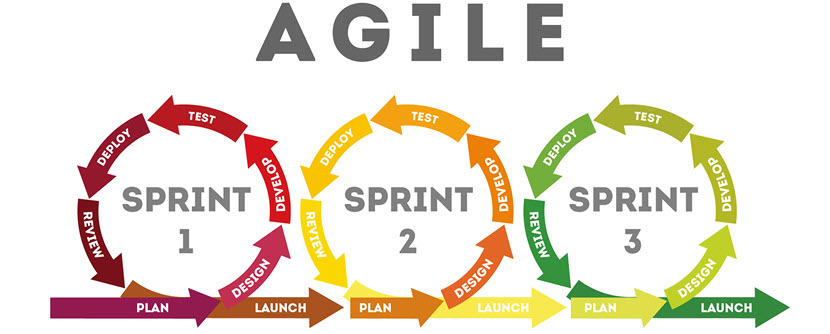 AGILE
SPRINT
1
PLAN
DESIGN
DEVELOP
TEST
DEPLOY
REVIEW
LAUNCH
SPRINT
2
PLAN
DESIGN
DEVELOP
TEST
DEPLOY
REVIEW
LAUNCH
SPRINT
3
PLAN
DESIGN
DEVELOP
TEST
DEPLOY
REVIEW
LAUNCH